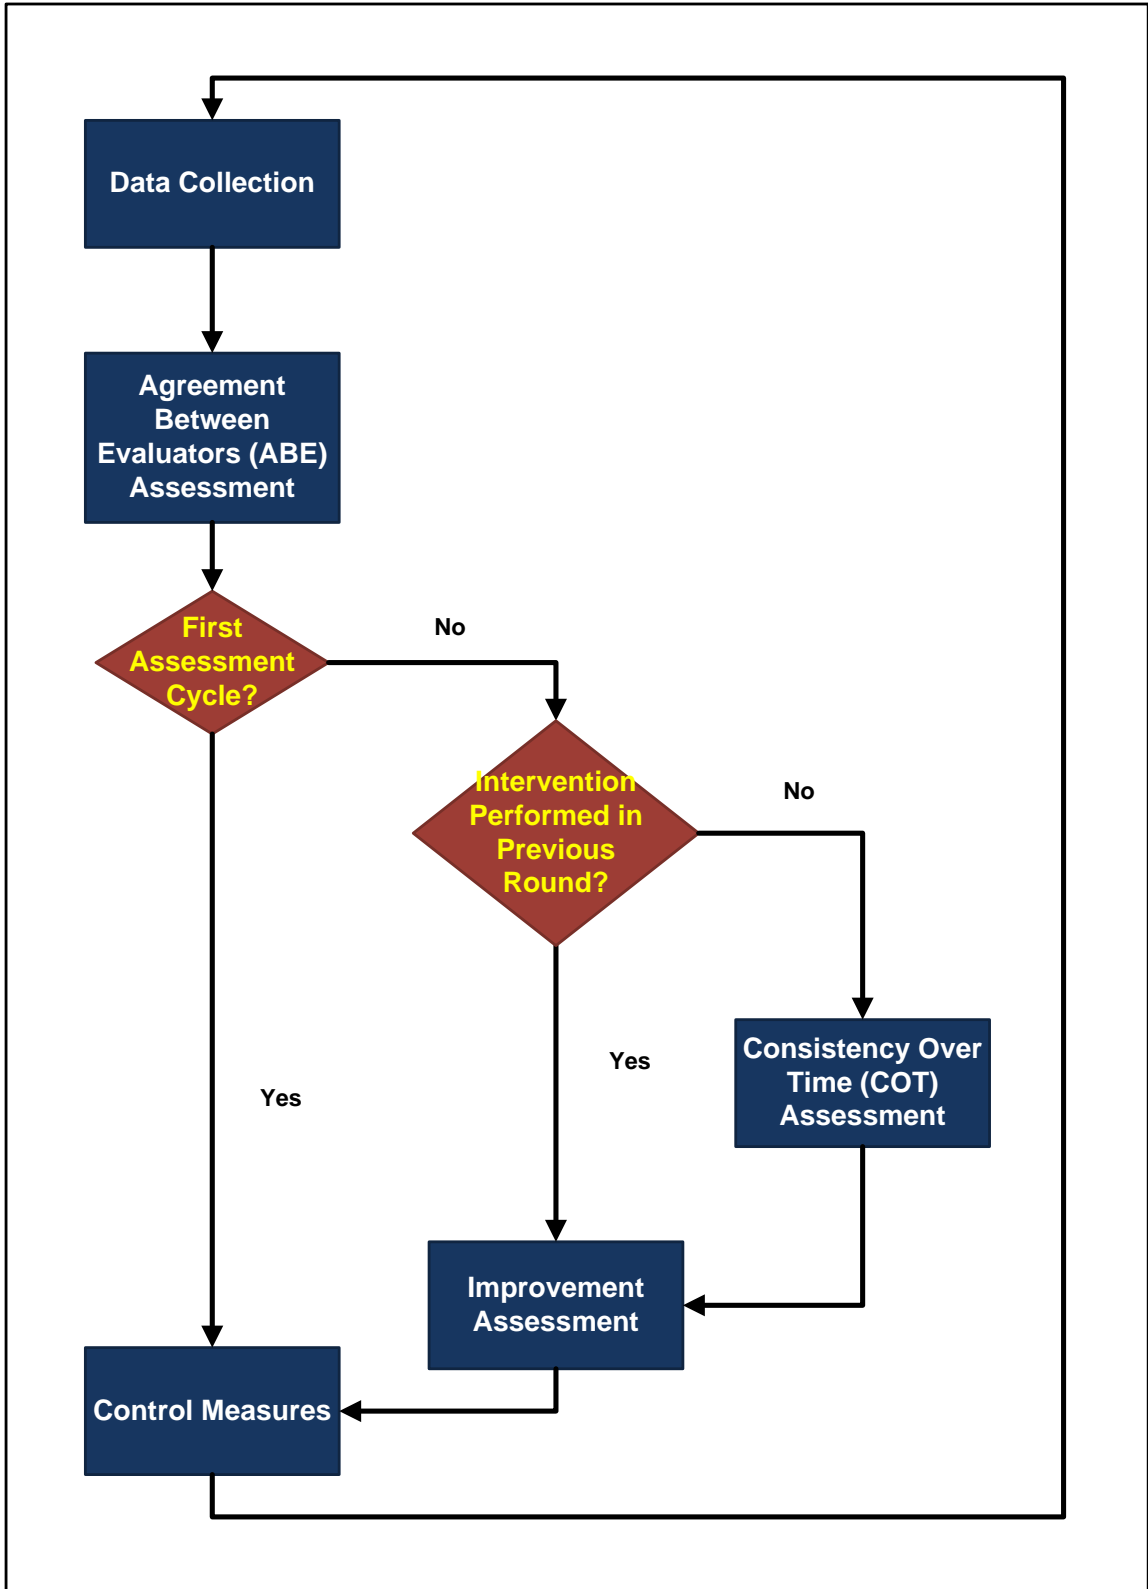 Data Collection
Agreement
Between
Evaluators (ABE)
Assessment
First
Assessment
Cycle?
No
Intervention
Performed in
Previous
Round?
No
Yes
Yes
Consistency Over
Time (COT)
Assessment
Improvement
Assessment
Control Measures